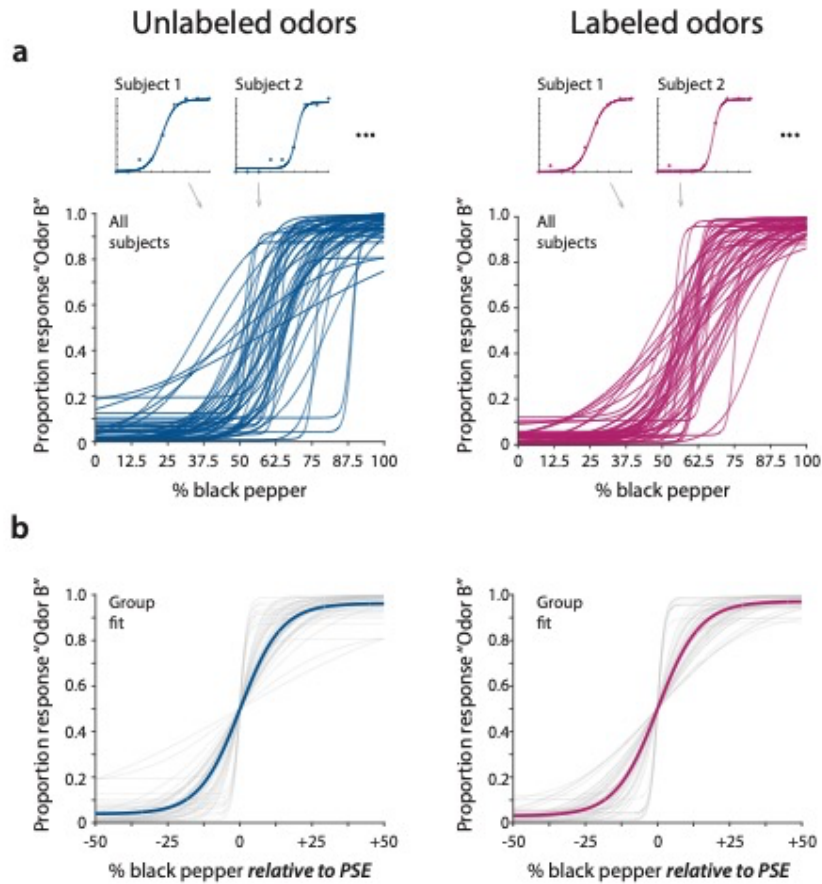 Unlabeled odors
Labeled odors
a
Subject 1
Subject 2
...
Subject 1
Subject 2
...
Proportion response "Odor B"
1.0
0.8
0.6
0.4
0.2
0
All
subjects
0 12.5 25 37.5 50 62.5 75 87.5 100
% black pepper
Proportion response "Odor B"
1.0
0.8
0.6
0.4
0.2
0
All
subjects
0 12.5 25 37.5 50 62.5 75 87.5 100
% black pepper
b
Proportion response "Odor B"
1.0
0.8
0.6
0.4
0.2
0
Group
fit
-50 -25 0 +25 +50
% black pepper relative to PSE
Proportion response "Odor B"
1.0
0.8
0.6
0.4
0.2
0
Group
fit
-50 -25 0 +25 +50
% black pepper relative to PSE